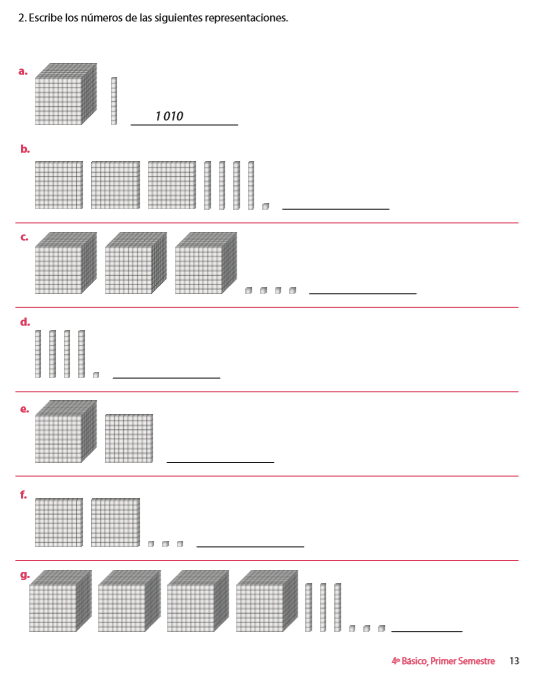 2. Escribe los números de las siguientes representaciones.
a.
1 010
b.
c.
d.
e.
f.
g.
4º Básico, Primer Semestre 13